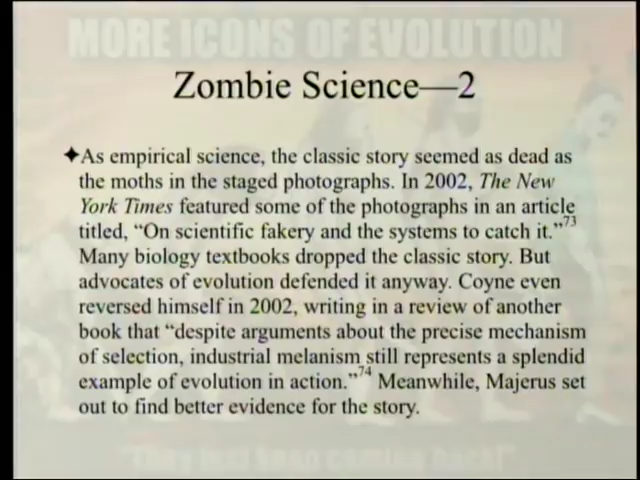 MORE ICONS OF EVOLUTION
Zombie Science—2
✦As empirical science, the classic story seemed as dead as
the moths in the staged photographs. In 2002, The New
York Times featured some of the photographs in an article
titled, “On scientific fakery and the systems to catch it.”73
Many biology textbooks dropped the classic story. But
advocates of evolution defended it anyway. Coyne even
reversed himself in 2002, writing in a review of another
book that “despite arguments about the precise mechanism
of selection, industrial melanism still represents a splendid
example of evolution in action.”74 Meanwhile, Majerus set
out to find better evidence for the story.
"They just keep coming back!"